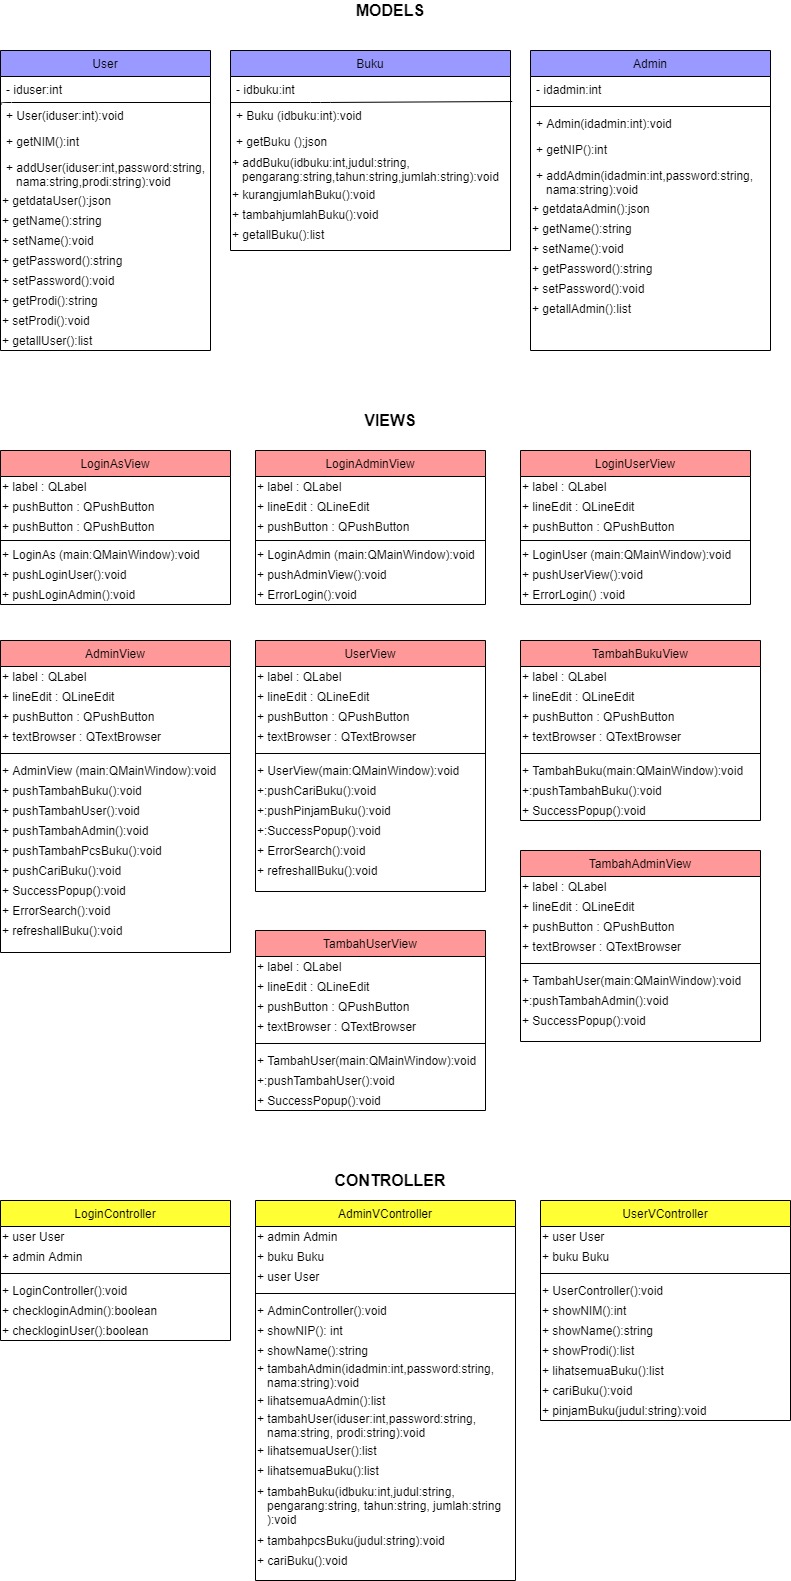 MODELS
User
- iduser:int
+ User(iduser:int):void
+ getNIM():int
+ addUser(iduser:int,password:string,
nama:string,prodi:string):void
+ getdataUser():json
+ getName():string
+ setName():void
+ getPassword():string
+ setPassword():void
+ getProdi():string
+ setProdi():void
+ getallUser():list
Buku
- idbuku:int
+ Buku (idbuku:int):void
+ getBuku ();json
+ addBuku(idbuku:int,judul:string,
pengarang:string,tahun:string,jumlah:string):void
+ kurangjumlahBuku():void
+ tambahjumlahBuku():void
+ getallBuku():list
Admin
- idadmin:int
+ Admin(idadmin:int):void
+ getNIP():int
+ addAdmin(idadmin:int,password:string,
nama:string):void
+ getdataAdmin():json
+ getName():string
+ setName():void
+ getPassword():string
+ setPassword():void
+ getallAdmin():list
VIEWS
LoginAsView
+ label : QLabel
+ pushButton : QPushButton
+ pushButton : QPushButton
+ LoginAs (main:QMainWindow):void
+ pushLoginUser():void
+ pushLoginAdmin():void
LoginAdminView
+ label : QLabel
+ lineEdit : QLineEdit
+ pushButton : QPushButton
+ LoginAdmin (main:QMainWindow):void
+ pushAdminView():void
+ ErrorLogin():void
LoginUserView
+ label : QLabel
+ lineEdit : QLineEdit
+ pushButton : QPushButton
+ LoginUser (main:QMainWindow):void
+ pushUserView():void
+ ErrorLogin() :void
AdminView
+ label : QLabel
+ lineEdit : QLineEdit
+ pushButton : QPushButton
+ textBrowser : QTextBrowser
+ AdminView (main:QMainWindow):void
+ pushTambahBuku():void
+ pushTambahUser():void
+ pushTambahAdmin():void
+ pushTambahPcsBuku():void
+ pushCariBuku():void
+ SuccessPopup():void
+ ErrorSearch():void
+ refreshallBuku():void
UserView
+ label : QLabel
+ lineEdit : QLineEdit
+ pushButton : QPushButton
+ textBrowser : QTextBrowser
+ UserView(main:QMainWindow):void
+:pushCariBuku():void
+:pushPinjamBuku():void
+:SuccessPopup():void
+ ErrorSearch():void
+ refreshallBuku():void
TambahBukuView
+ label : QLabel
+ lineEdit : QLineEdit
+ pushButton : QPushButton
+ textBrowser : QTextBrowser
+ TambahBuku(main:QMainWindow):void
+:pushTambahBuku():void
+ SuccessPopup():void
TambahAdminView
+ label : QLabel
+ lineEdit : QLineEdit
+ pushButton : QPushButton
+ textBrowser : QTextBrowser
+ TambahUser(main:QMainWindow):void
+:pushTambahAdmin():void
+ SuccessPopup():void
TambahUserView
+ label : QLabel
+ lineEdit : QLineEdit
+ pushButton : QPushButton
+ textBrowser : QTextBrowser
+ TambahUser(main:QMainWindow):void
+:pushTambahUser():void
+ SuccessPopup():void
CONTROLLER
LoginController
+ user User
+ admin Admin
+ LoginController():void
+ checkloginAdmin():boolean
+ checkloginUser():boolean
AdminVController
+ admin Admin
+ buku Buku
+ user User
+ AdminController():void
+ showNIP(): int
+ showName():string
+ tambahAdmin(idadmin:int,password:string,
nama:string):void
+ lihatsemuaAdmin():list
+ tambahUser(iduser:int,password:string,
nama:string, prodi:string):void
+ lihatsemuaUser():list
+ lihatsemuaBuku():list
+ tambahBuku(idbuku:int,judul:string,
pengarang:string, tahun:string, jumlah:string
):void
+ tambahpcsBuku(judul:string):void
+ cariBuku():void
UserVController
+ user User
+ buku Buku
+ UserController():void
+ showNIM():int
+ showName():string
+ showProdi():list
+ lihatsemuaBuku():list
+ cariBuku():void
+ pinjamBuku(judul:string):void